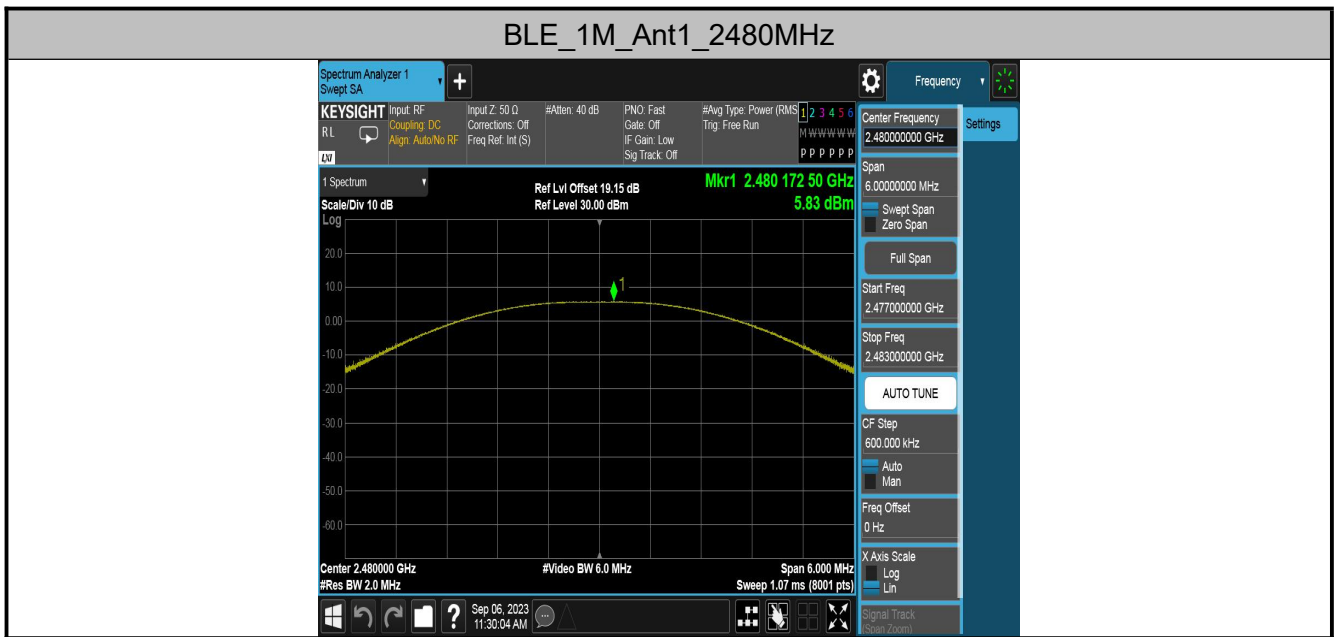 BLE_1M_Ant1_2480MHz
Spectrum Analyzer 1
Swept SA
+
Frequency
KEYSIGHT
RL
LXI
Input: RF
Coupling: DC
Align: Auto/No RF
Input Z: 50 Ω
Corrections: Off
Freq Ref: Int (S)
#Atten: 40 dB
PNO: Fast
Gate: Off
IF Gain: Low
Sig Track: Off
#Avg Type: Power (RMS
Trig: Free Run
1 2 3 4 5 6
M W W W W W
P P P P P P
1 Spectrum
Scale/Div 10 dB
Log
Ref Lvl Offset 19.15 dB
Ref Level 30.00 dBm
Mkr1 2.480 172 50 GHz
5.83 dBm
20.0
10.0
1
0.00
-10.0
-20.0
-30.0
-40.0
-50.0
-60.0
Center 2.480000 GHz
#Res BW 2.0 MHz
#Video BW 6.0 MHz
Span 6.000 MHz
Sweep 1.07 ms (8001 pts)
Center Frequency
2.480000000 GHz
Settings
Span
6.00000000 MHz
Swept Span
Zero Span
Full Span
Start Freq
2.477000000 GHz
Stop Freq
2.483000000 GHz
AUTO TUNE
CF Step
600.000 kHz
Auto
Man
Freq Offset
0 Hz
X Axis Scale
Log
Lin
Signal Track
(Span Zoom)
?
Sep 06, 2023
11:30:04 AM